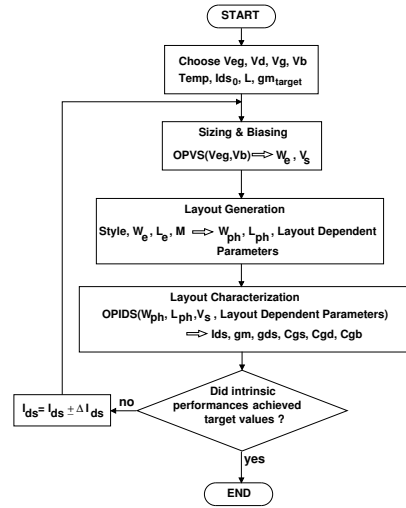 START
Choose Veg, Vd, Vg, Vb
Temp, Ids0, L, gmtarget
Sizing & Biasing
OPVS(Veg,Vb) ⇒ We , Vs
Layout Generation
Style, We, Le, M ⇒ Wph, Lph, Layout Dependent
Parameters
Layout Characterization
OPIDS(Wph, Lph,Vs , Layout Dependent Parameters)
⇒ Ids, gm, gds, Cgs, Cgd, Cgb
Did intrinsic
performances achieved
target values ?
no
Ids= Ids ± Δ Ids
yes
END